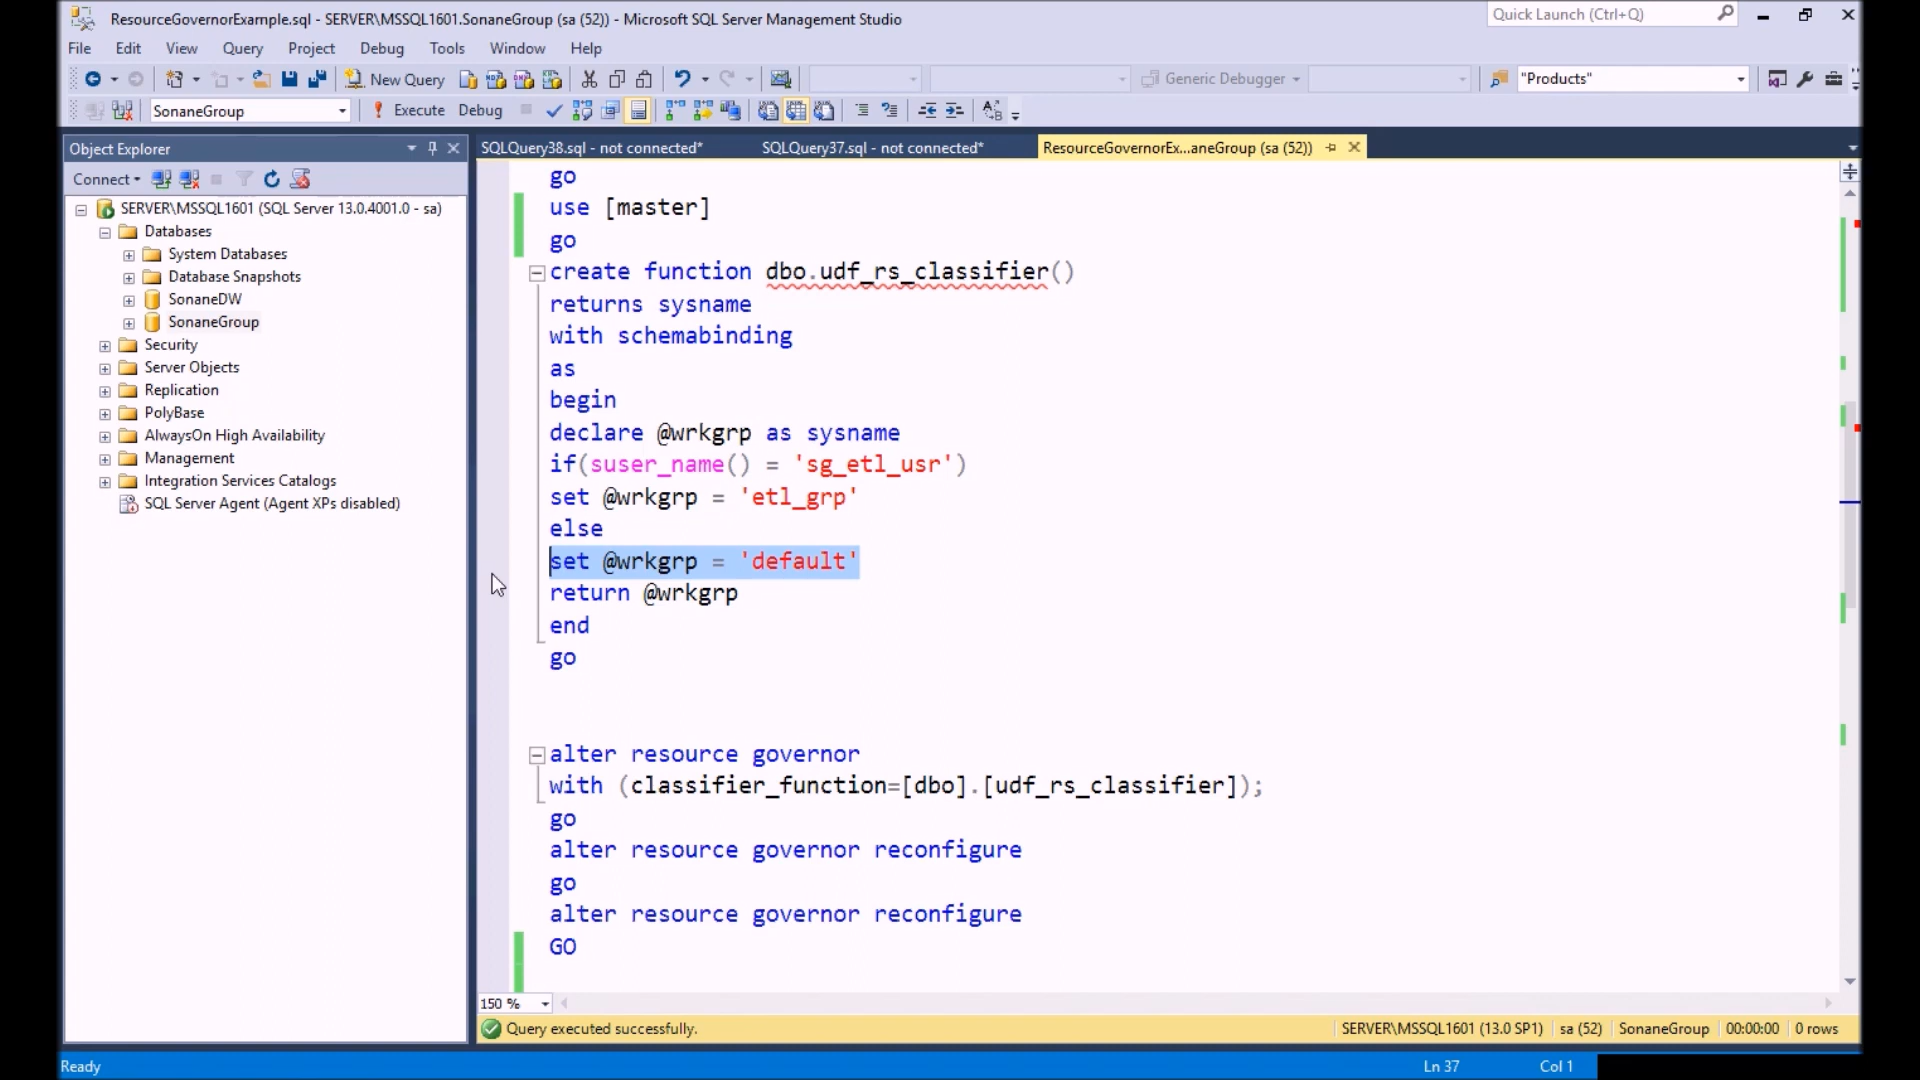 ResourceGovernorExample.sql - SERVER\MSSQL1601.SonaneGroup (sa (52)) - Microsoft SQL Server Management Studio
Quick Launch (Ctrl+Q)
File Edit View Query Project Debug Tools Window Help
New Query
Generic Debugger
"Products"
SonaneGroup
Execute Debug
Object Explorer
SQLQuery38.sql - not connected*
SQLQuery37.sql - not connected*
ResourceGovernorEx...aneGroup (sa (52))
Connect
SERVER\MSSQL1601 (SQL Server 13.0.4001.0 - sa)
Databases
System Databases
Database Snapshots
SonaneDW
SonaneGroup
Security
Server Objects
Replication
PolyBase
AlwaysOn High Availability
Management
Integration Services Catalogs
SQL Server Agent (Agent XPs disabled)
go
use [master]
go
create function dbo.udf_rs_classifier()
returns sysname
with schemabinding
as
begin
declare @wrkgrp as sysname
if(suser_name() = 'sg_etl_usr')
set @wrkgrp = 'etl_grp'
else
set @wrkgrp = 'default'
return @wrkgrp
end
go
alter resource governor
with (classifier_function=[dbo].[udf_rs_classifier]);
go
alter resource governor reconfigure
go
alter resource governor reconfigure
GO
150 %
Query executed successfully.
SERVER\MSSQL1601 (13.0 SP1) sa (52) SonaneGroup 00:00:00 0 rows
Ready
Ln 37
Col 1